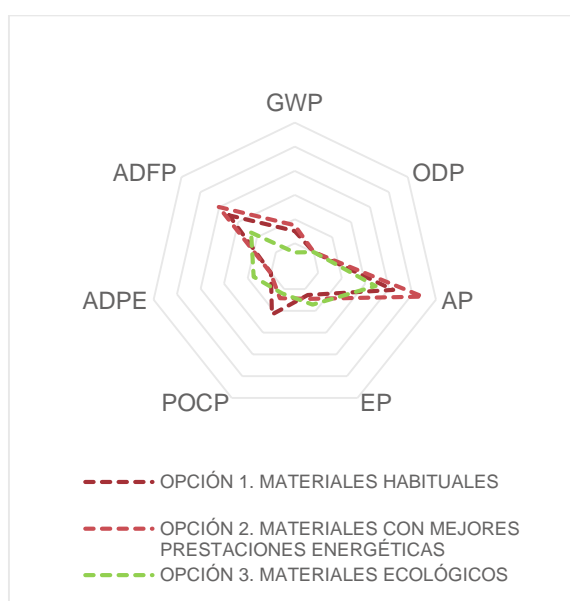 GWP
ADFP
ODP
ADPE
AP
POCP
EP
OPCIÓN 1. MATERIALES HABITUALES
OPCIÓN 2. MATERIALES CON MEJORES
PRESTACIONES ENERGÉTICAS
OPCIÓN 3. MATERIALES ECOLÓGICOS